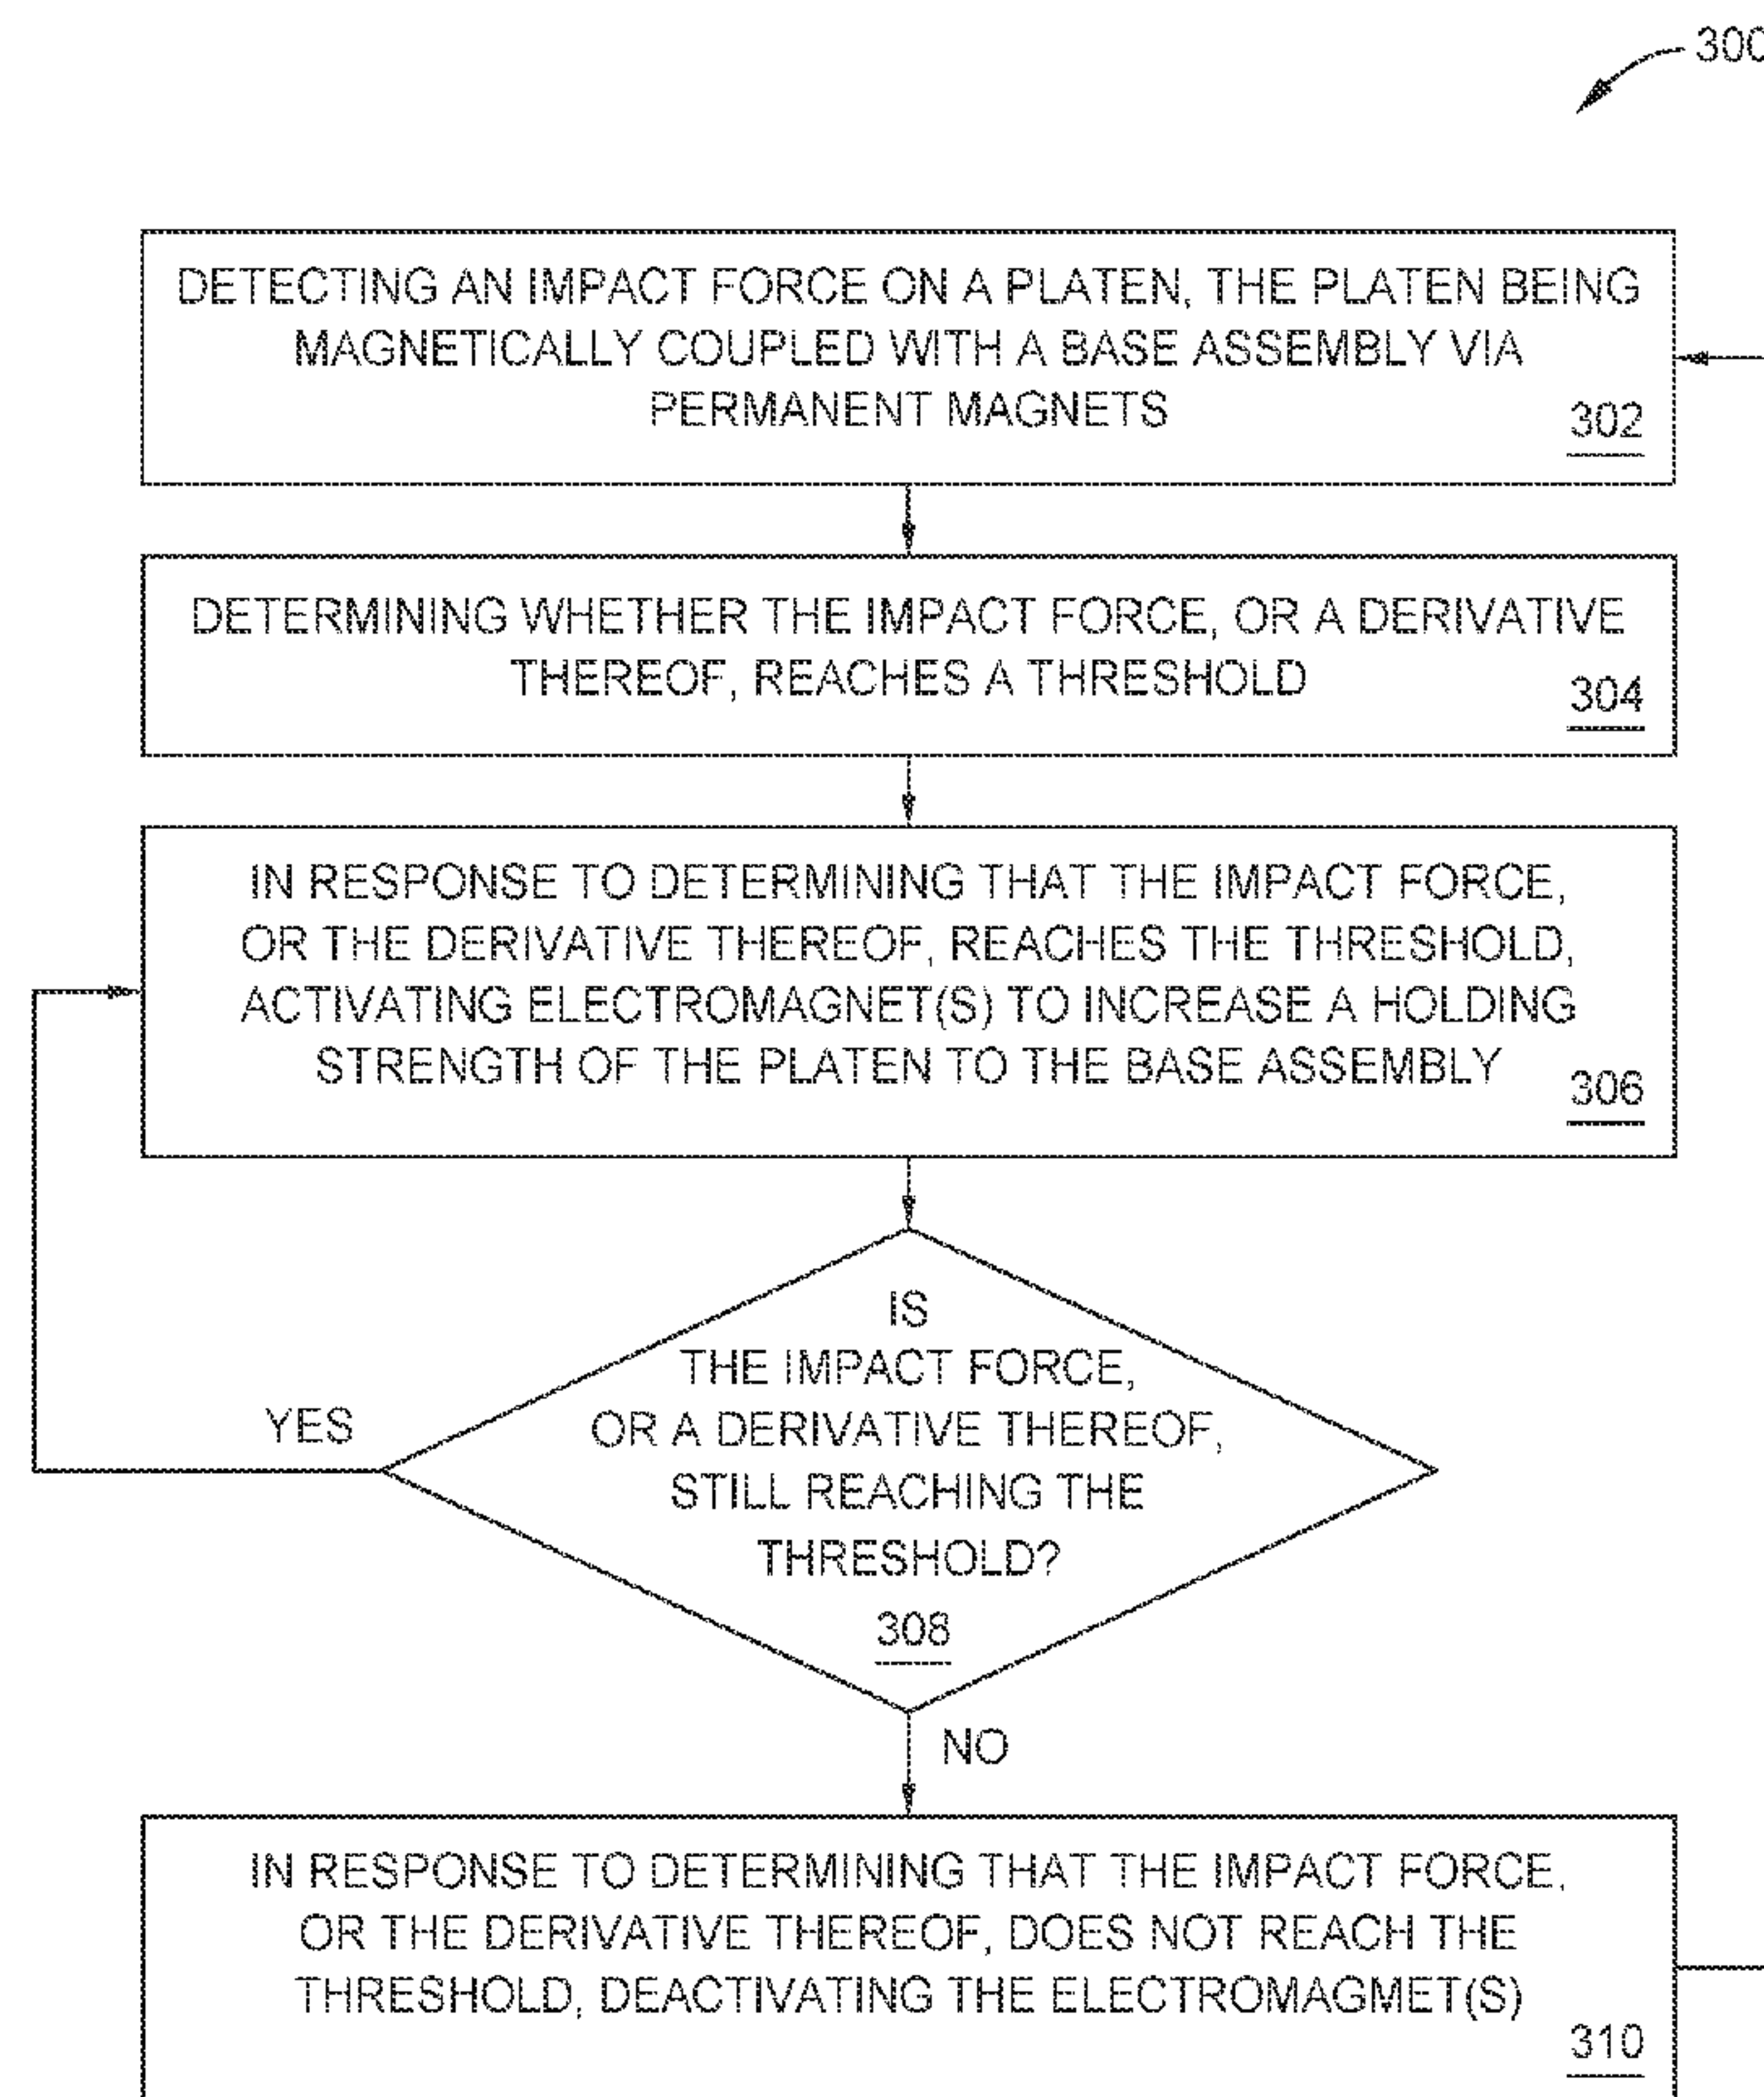 300
DETECTING AN IMPACT FORCE ON A PLATEN, THE PLATEN BEING
MAGNETICALLY COUPLED WITH A BASE ASSEMBLY VIA
PERMANENT MAGNETS
302
DETERMINING WHETHER THE IMPACT FORCE, OR A DERIVATIVE
THEREOF, REACHES A THRESHOLD
304
IN RESPONSE TO DETERMINING THAT THE IMPACT FORCE,
OR THE DERIVATIVE THEREOF, REACHES THE THRESHOLD,
ACTIVATING ELECTROMAGNET(S) TO INCREASE A HOLDING
STRENGTH OF THE PLATEN TO THE BASE ASSEMBLY
306
IS
THE IMPACT FORCE,
OR A DERIVATIVE THEREOF,
STILL REACHING THE
THRESHOLD?
308
YES
NO
IN RESPONSE TO DETERMINING THAT THE IMPACT FORCE,
OR THE DERIVATIVE THEREOF, DOES NOT REACH THE
THRESHOLD, DEACTIVATING THE ELECTROMAGMET(S)
310